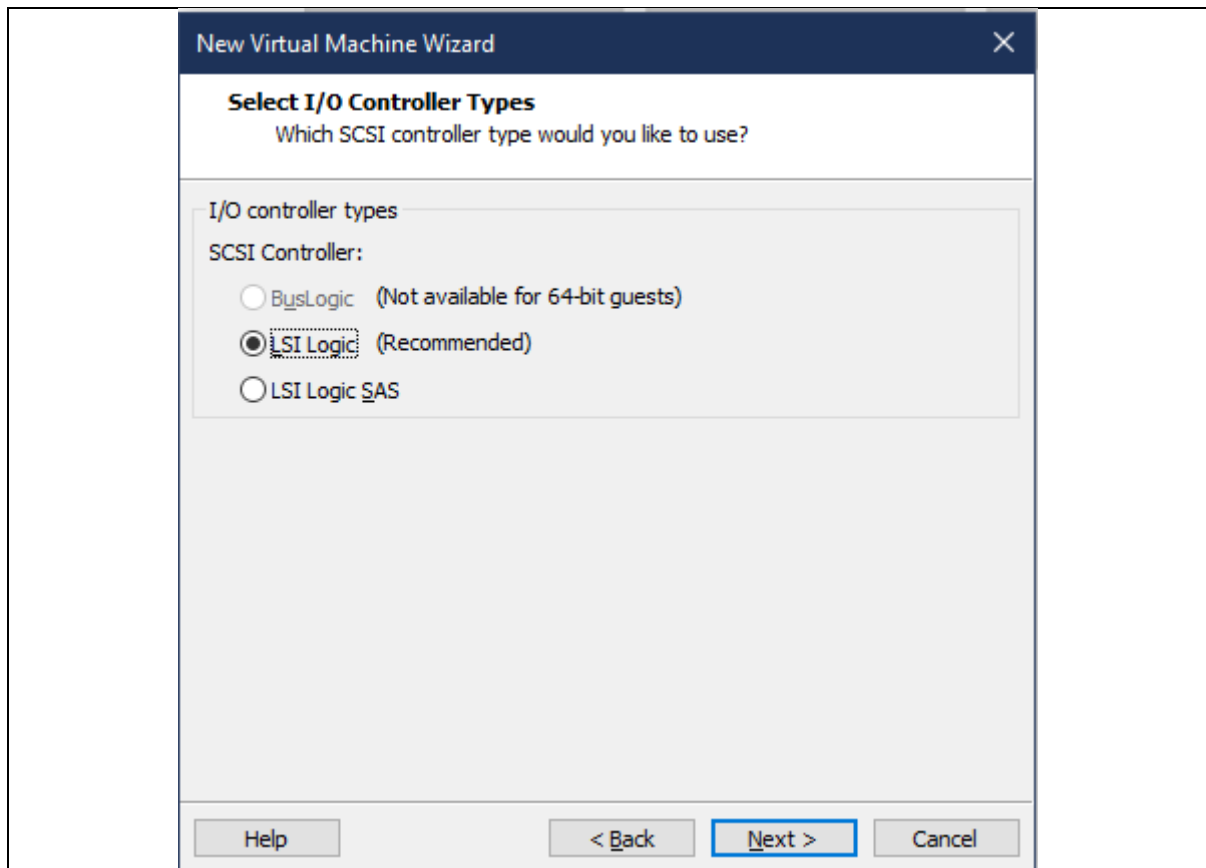 New Virtual Machine Wizard
Select I/O Controller Types
Which SCSI controller type would you like to use?
I/O controller types
SCSI Controller:
BusLogic (Not available for 64-bit guests)
LSI Logic (Recommended)
LSI Logic SAS
Help < Back Next > Cancel